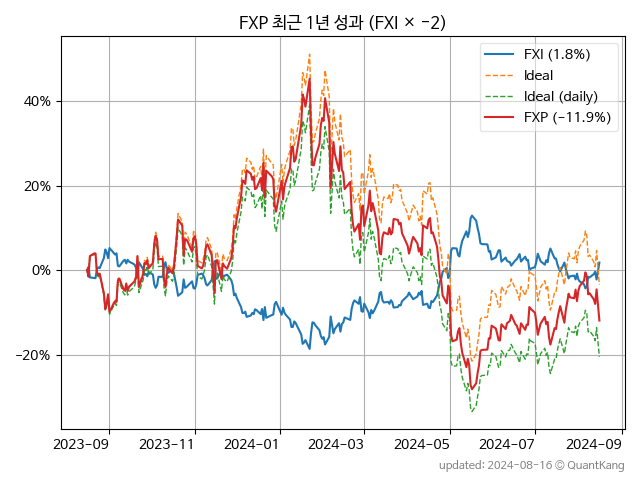 FXP 최근 1년 성과 (FXI × −2)
FXI (1.8%)
Ideal
Ideal (daily)
FXP (−11.9%)
40%
20%
0%
−20%
2023−09
2023−11
2024−01
2024−03
2024−05
2024−07
2024−09
updated: 2024−08−16 © QuantKang